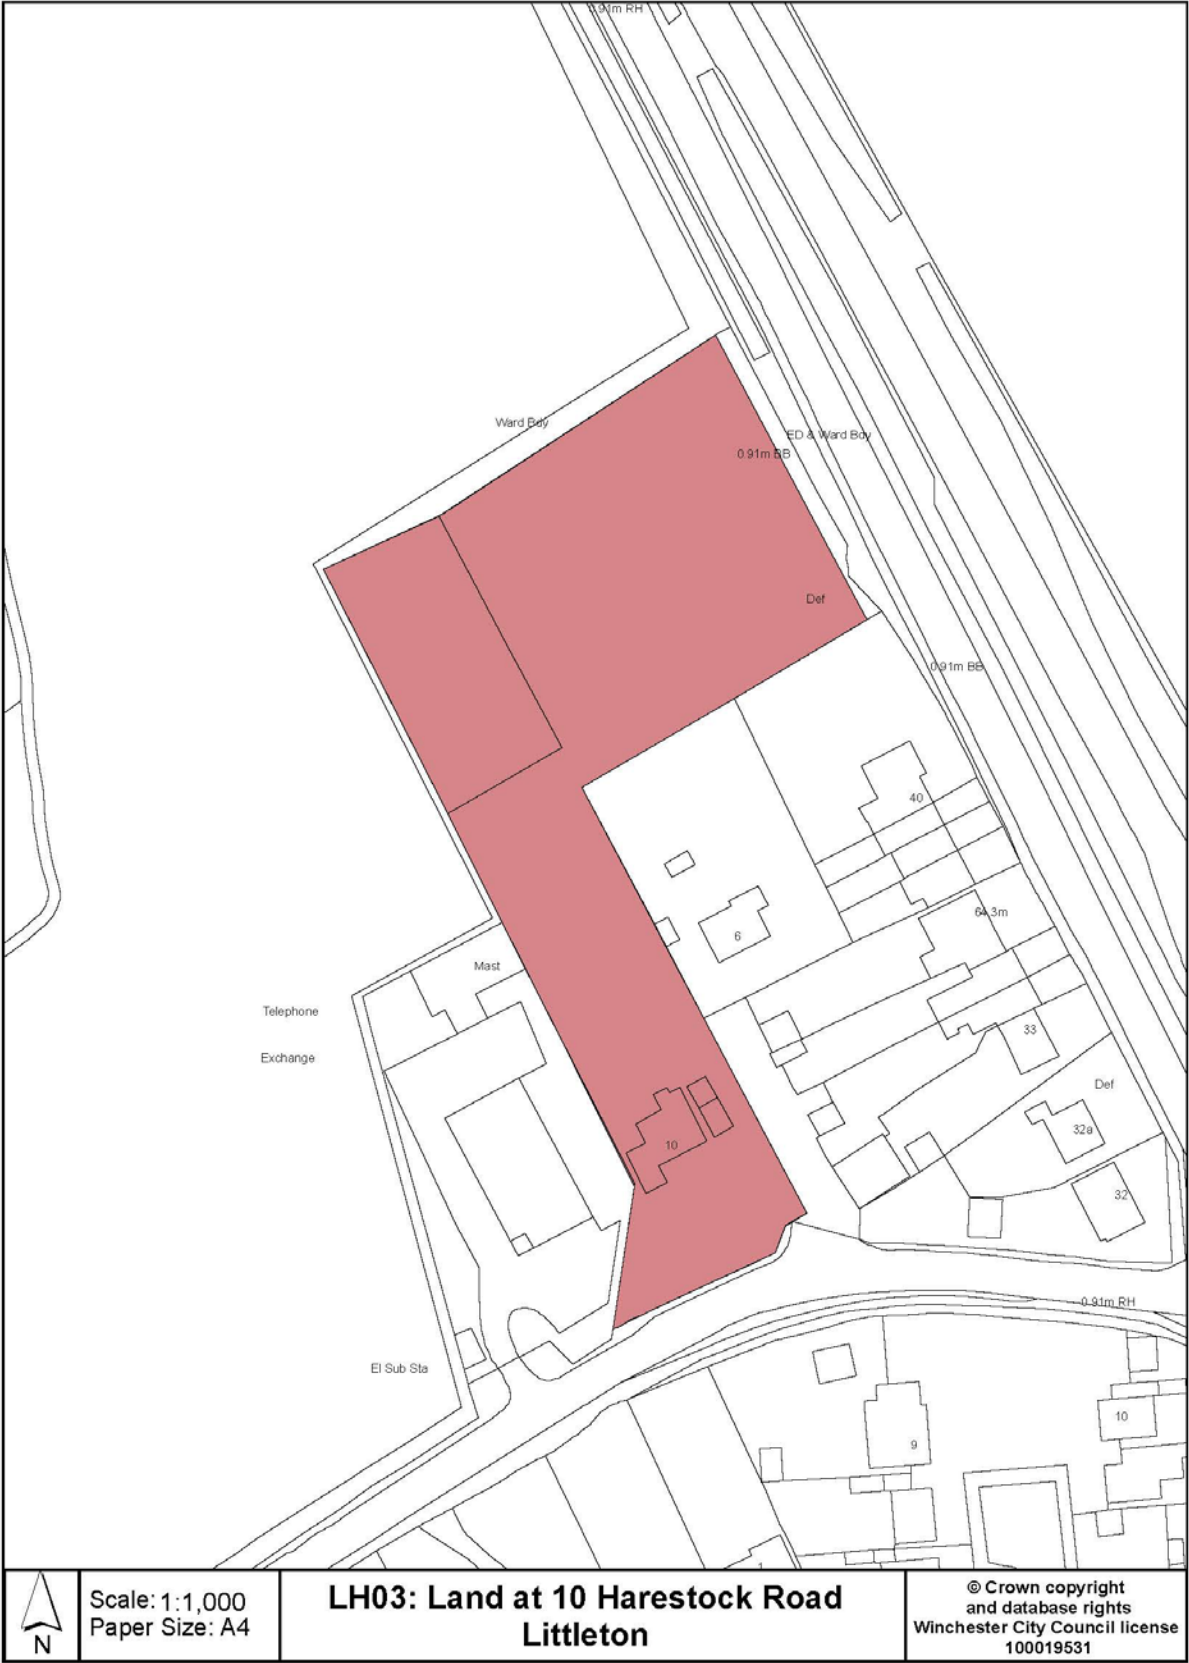 0.91m RH
Ward Bdy
ED & Ward Bdy
0.91m BB
Def
0.91m BB
40
64.3m
6
Mast
Telephone
Exchange
33
Def
32a
10
32
0.91m RH
El Sub Sta
10
9
1
N
Scale: 1:1,000
Paper Size: A4
LH03: Land at 10 Harestock Road
Littleton
© Crown copyright
and database rights
Winchester City Council license
100019531